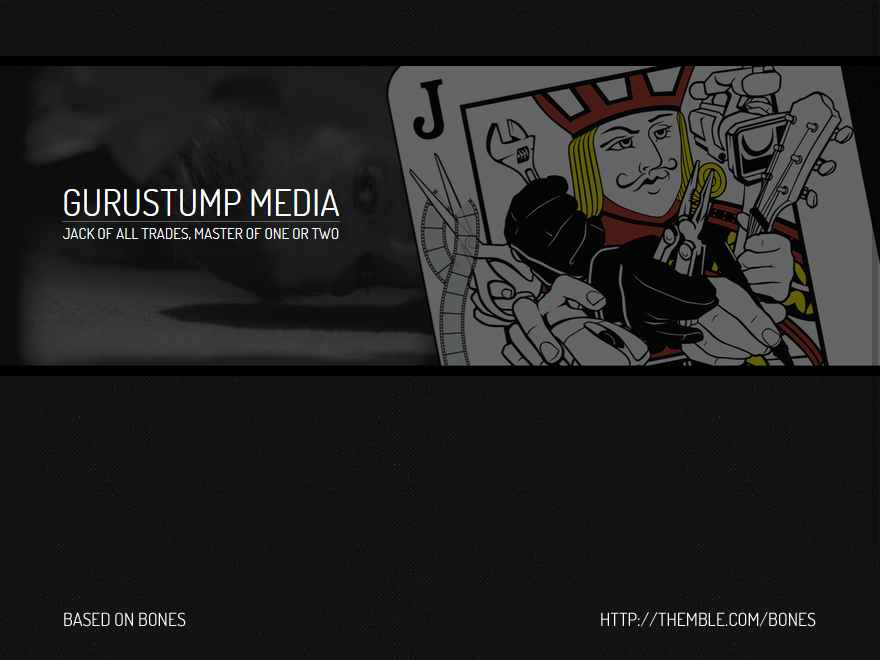 J
GURUSTUMP MEDIA
JACK OF ALL TRADES, MASTER OF ONE OR TWO
BASED ON BONES
HTTP://THEMBLE.COM/BONES